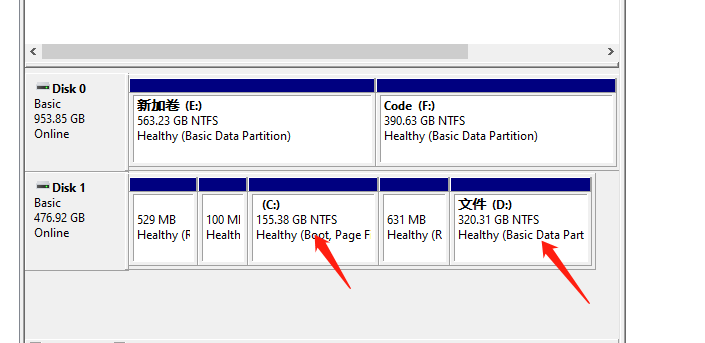 Disk 0
Basic
953.85 GB
Online
新加卷 (E:)
563.23 GB NTFS
Healthy (Basic Data Partition)
Code (F:)
390.63 GB NTFS
Healthy (Basic Data Partition)
Disk 1
Basic
476.92 GB
Online
529 MB
Healthy (R
100 MI
Health
(C:)
155.38 GB NTFS
Healthy (Boot, Page F
631 MB
Healthy (R
文件 (D:)
320.31 GB NTFS
Healthy (Basic Data Part